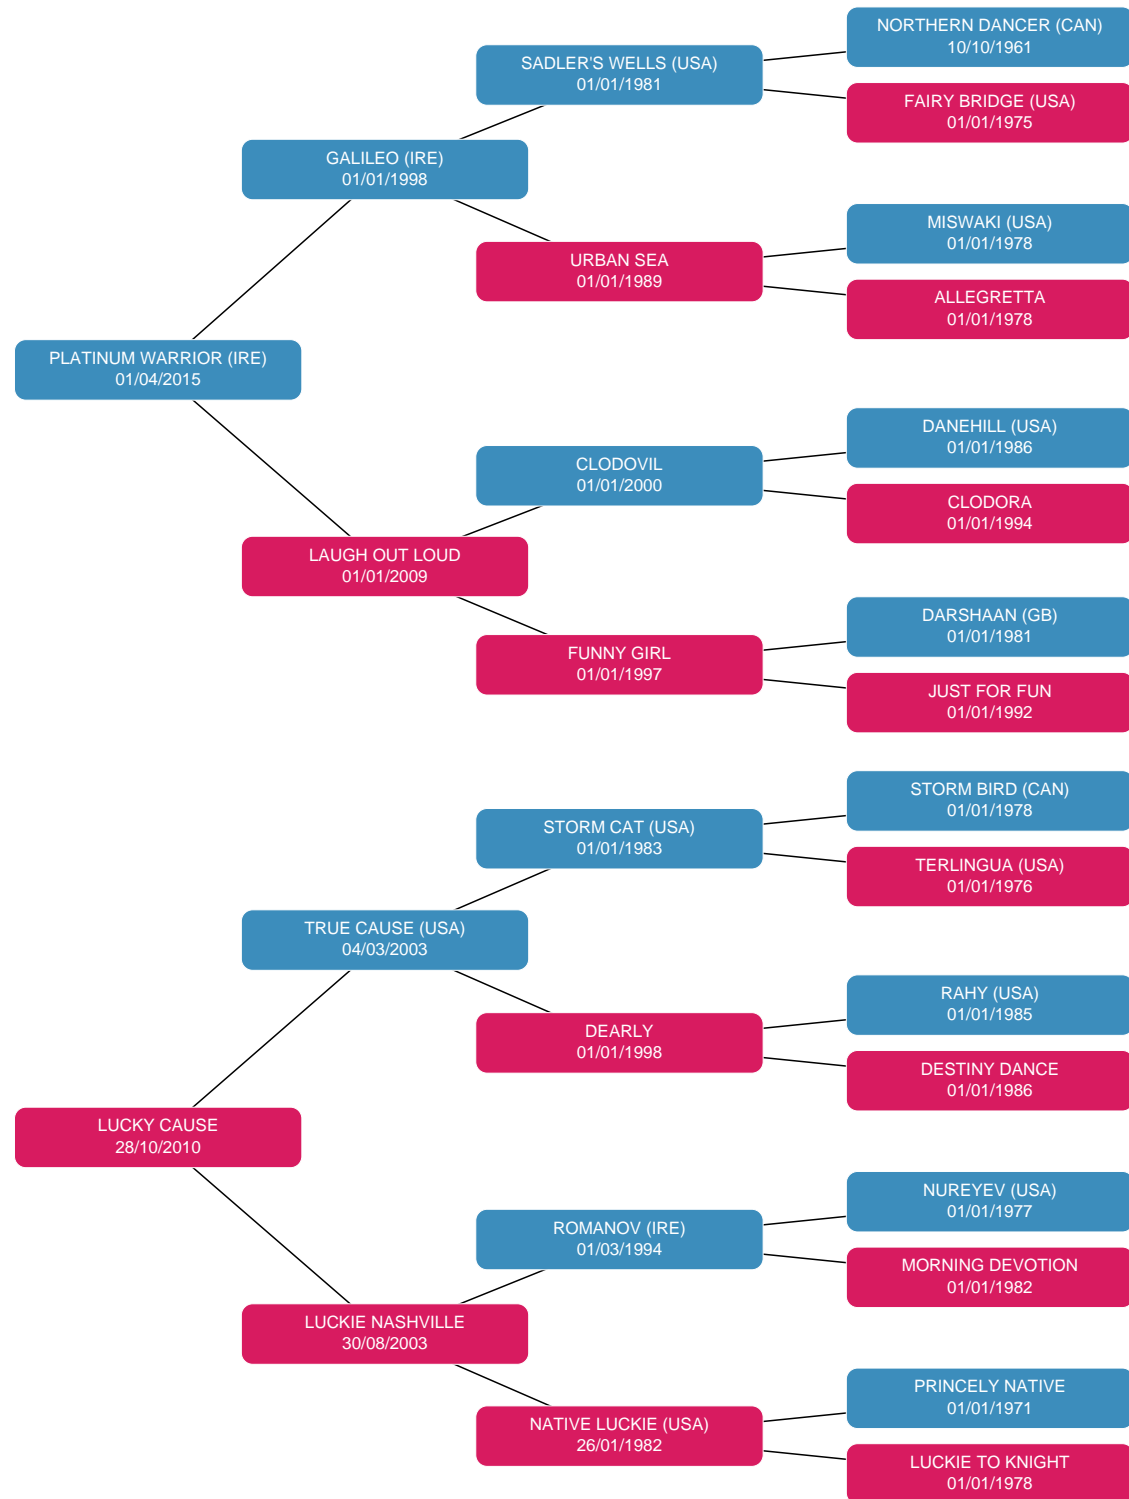 NORTHERN DANCER (CAN)
10/10/1961
SADLER'S WELLS (USA)
01/01/1981
FAIRY BRIDGE (USA)
01/01/1975
GALILEO (IRE)
01/01/1998
MISWAKI (USA)
01/01/1978
URBAN SEA
01/01/1989
ALLEGRETTA
01/01/1978
PLATINUM WARRIOR (IRE)
01/04/2015
DANEHILL (USA)
01/01/1986
CLODOVIL
01/01/2000
CLODORA
01/01/1994
LAUGH OUT LOUD
01/01/2009
DARSHAAN (GB)
01/01/1981
FUNNY GIRL
01/01/1997
JUST FOR FUN
01/01/1992
STORM BIRD (CAN)
01/01/1978
STORM CAT (USA)
01/01/1983
TERLINGUA (USA)
01/01/1976
TRUE CAUSE (USA)
04/03/2003
RAHY (USA)
01/01/1985
DEARLY
01/01/1998
DESTINY DANCE
01/01/1986
LUCKY CAUSE
28/10/2010
NUREYEV (USA)
01/01/1977
ROMANOV (IRE)
01/03/1994
MORNING DEVOTION
01/01/1982
LUCKIE NASHVILLE
30/08/2003
PRINCELY NATIVE
01/01/1971
NATIVE LUCKIE (USA)
26/01/1982
LUCKIE TO KNIGHT
01/01/1978